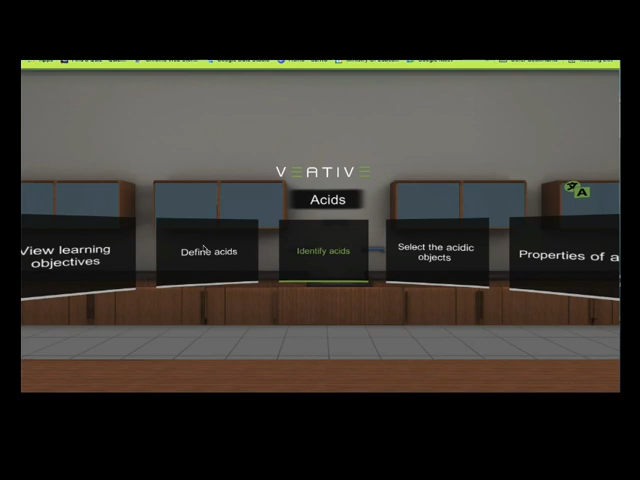 VEATIVE
Acids
View learning
objectives
Define acids
Identify acids
Select the acidic
objects
Properties of a